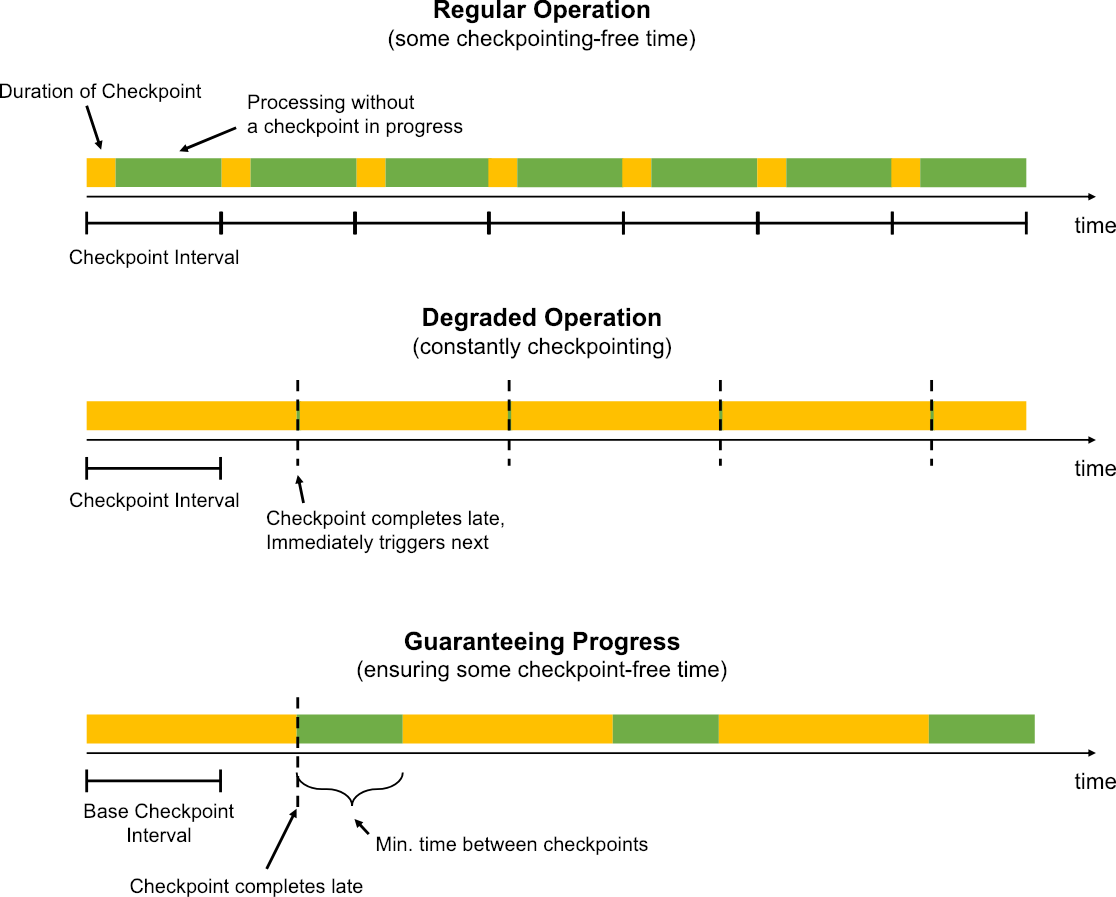 Regular Operation
(some checkpointing-free time)
Duration of Checkpoint
Processing without
a checkpoint in progress
time
Checkpoint Interval
Degraded Operation
(constantly checkpointing)
time
Checkpoint Interval
Checkpoint completes late,
Immediately triggers next
Guaranteeing Progress
(ensuring some checkpoint-free time)
time
Base Checkpoint
Interval
Min. time between checkpoints
Checkpoint completes late